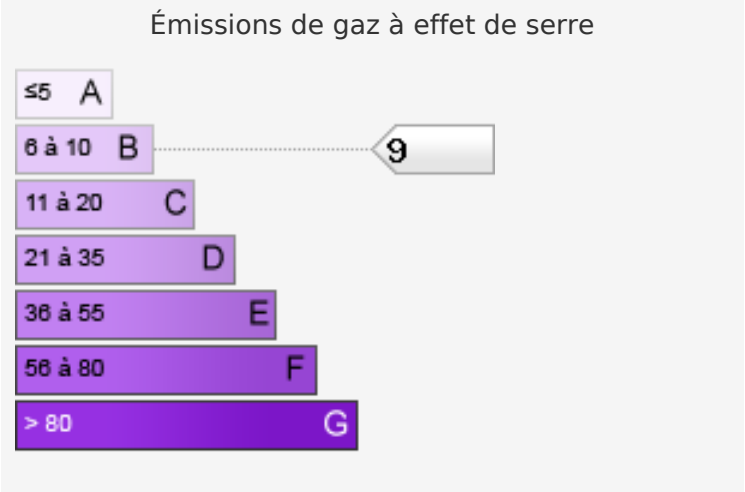 Émissions de gaz à effet de serre
≤5 A
6 à 10 B 9
11 à 20 C
21 à 35 D
36 à 55 E
56 à 80 F
> 80 G